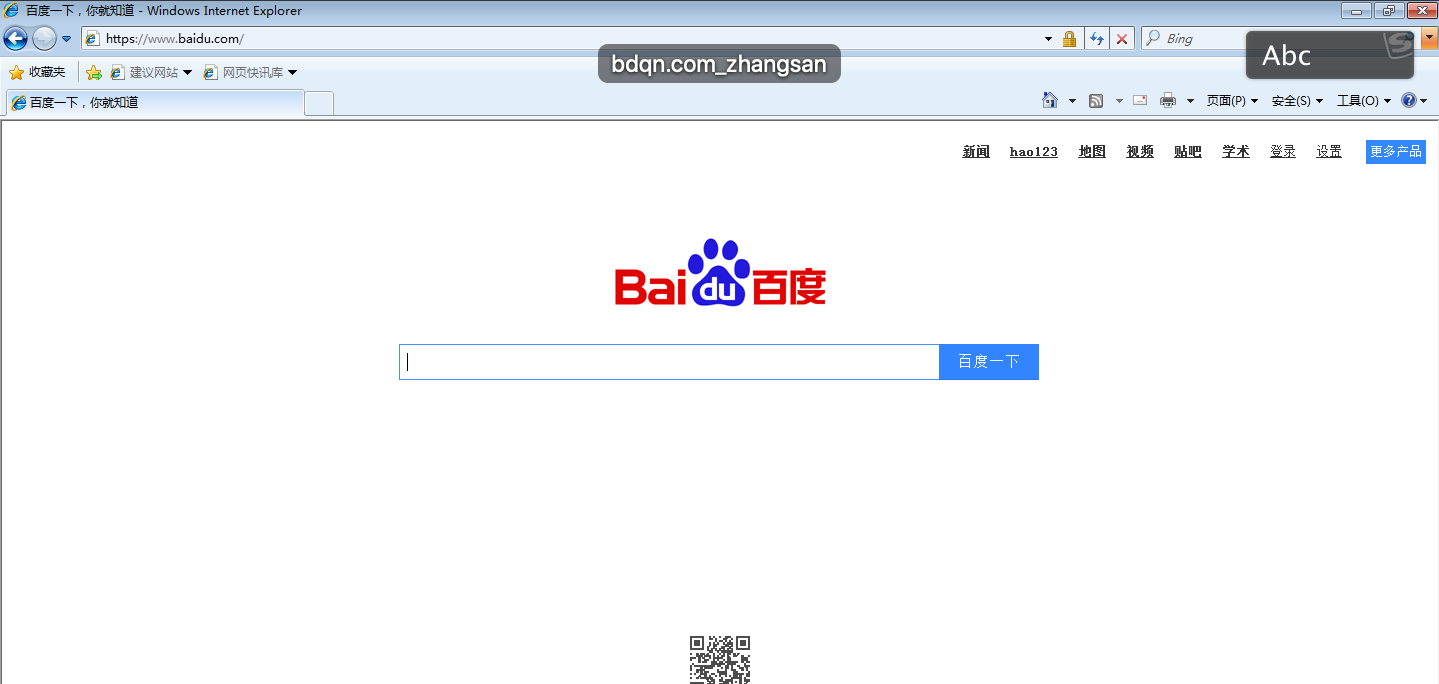 百度一下，你就知道 - Windows Internet Explorer
https://www.baidu.com/
Bing
bdqn.com_zhangsan
Abc
收藏夹
建议网站
网页快讯库
百度一下，你就知道
页面(P)
安全(S)
工具(O)
新闻
hao123
地图
视频
贴吧
学术
登录
设置
更多产品
Bai du 百度
百度一下